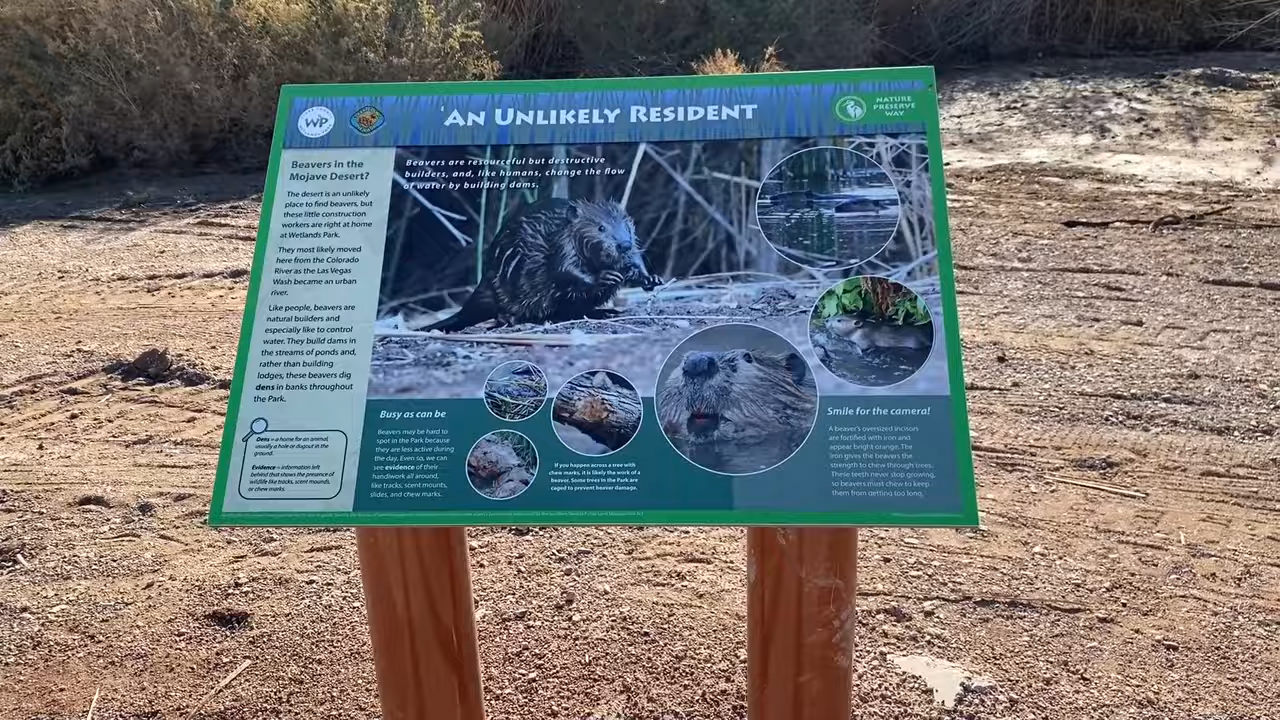 WP
'AN UNLIKELY RESIDENT
NATURE
PRESERVE
WAY
Beavers in the
Mojave Desert?
The desert is an unlikely
place to find beavers, but
these little construction
workers are right at home
at Wetlands Park.
They most likely moved
here from the Colorado
River as the Las Vegas
Wash became an urban
river.
Like people, beavers are
natural builders and
especially like to control
water. They build dams in
the streams of ponds and,
rather than building
lodges, these beavers dig
dens in banks throughout
the Park.
Dens – a home for an animal,
usually a hole or dugout in the
ground.
Evidence – information left
behind that shows the presence of
wildlife like tracks, scent mounds,
or chew marks.
Beavers are resourceful but destructive
builders, and, like humans, change the flow
of water by building dams.
Busy as can be
Beavers may be hard to
spot in the Park because
they are less active during
the day. Even so, we can
see evidence of their
handiwork all around,
like tracks, scent mounts,
slides, and chew marks.
If you happen across a tree with
chew marks, it is likely the work of a
beaver. Some trees in the Park are
caged to prevent beaver damage.
Smile for the camera!
A beaver's oversized incisors
are fortified with iron and
appear bright orange. The
iron gives the beavers the
strength to chew through trees.
These teeth never stop growing,
so beavers must chew to keep
them from getting too long.